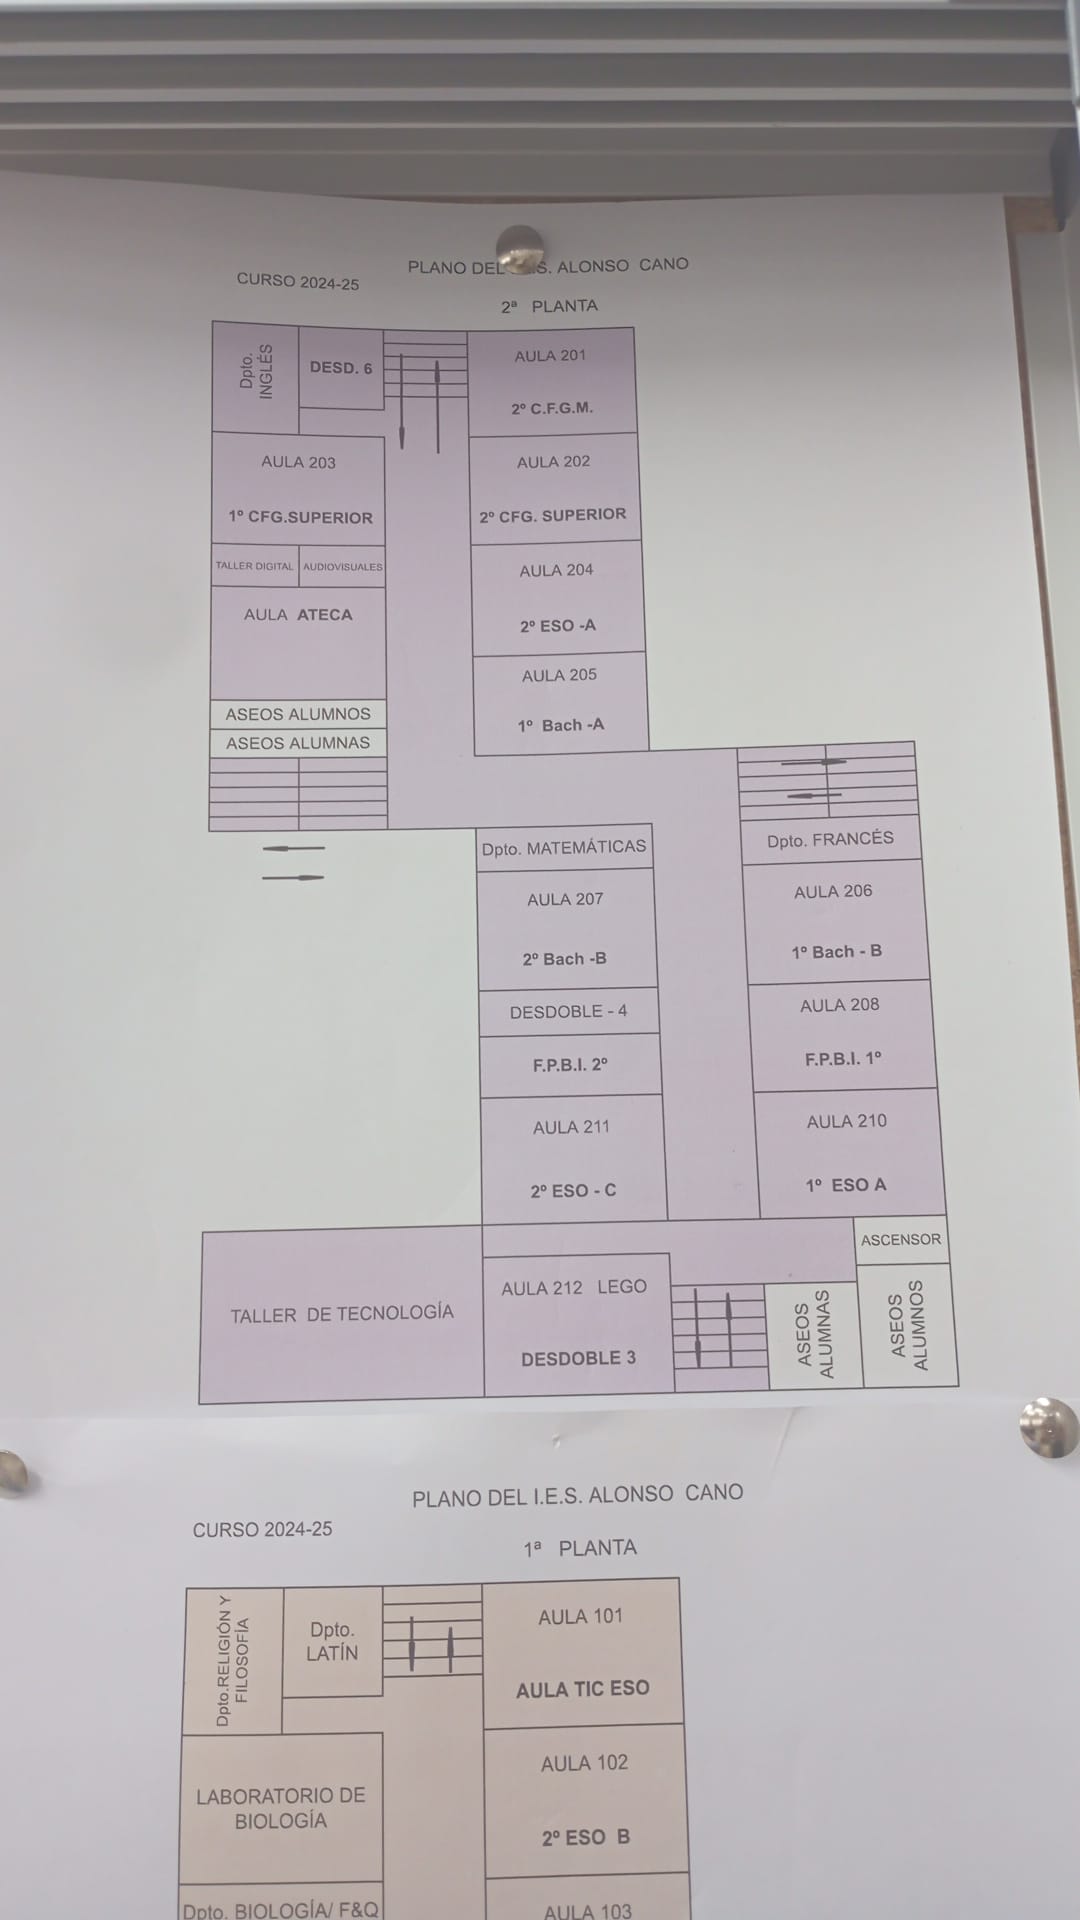 CURSO 2024-25
PLANO DEL S. ALONSO CANO
2ª PLANTA
Dpto.
INGLÉS
DESD. 6
AULA 201
2º C.F.G.M.
AULA 203
1º CFG.SUPERIOR
AULA 202
2º CFG. SUPERIOR
TALLER DIGITAL
AUDIOVISUALES
AULA 204
2º ESO -A
AULA ATECA
AULA 205
1º Bach -A
ASEOS ALUMNOS
ASEOS ALUMNAS
Dpto. MATEMÁTICAS
Dpto. FRANCÉS
AULA 207
2º Bach -B
AULA 206
1º Bach - B
DESDOBLE - 4
F.P.B.I. 2º
AULA 208
F.P.B.I. 1º
AULA 211
2º ESO - C
AULA 210
1º ESO A
ASCENSOR
TALLER DE TECNOLOGÍA
AULA 212 LEGO
DESDOBLE 3
ASEOS
ALUMNAS
ASEOS
ALUMNOS
PLANO DEL I.E.S. ALONSO CANO
CURSO 2024-25
1ª PLANTA
Dpto.RELIGIÓN Y
FILOSOFÍA
Dpto.
LATÍN
AULA 101
AULA TIC ESO
LABORATORIO DE
BIOLOGÍA
AULA 102
2º ESO B
Dpto. BIOLOGÍA/ F&Q
AULA 103